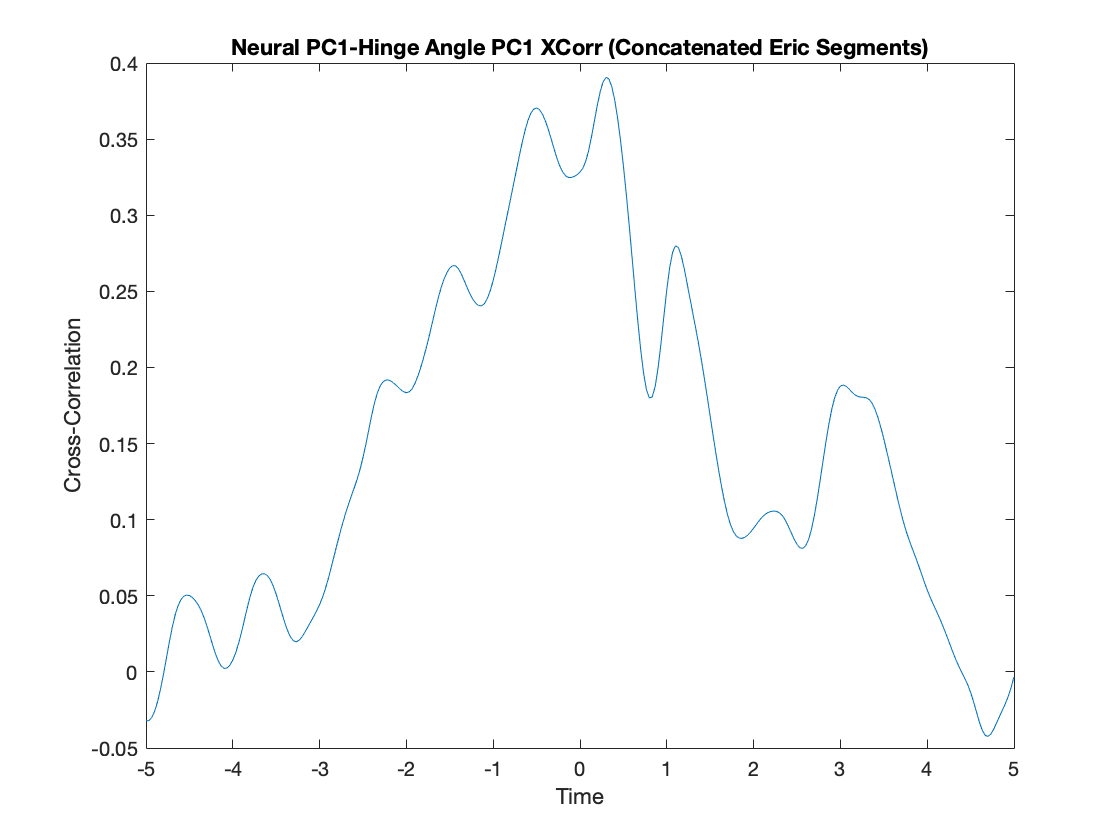 Neural PC1-Hinge Angle PC1 XCorr (Concatenated Eric Segments)
0.4
0.35
0.3
0.25
0.2
0.15
0.1
0.05
0
-0.05
Cross-Correlation
-5 -4 -3 -2 -1 0 1 2 3 4 5
Time